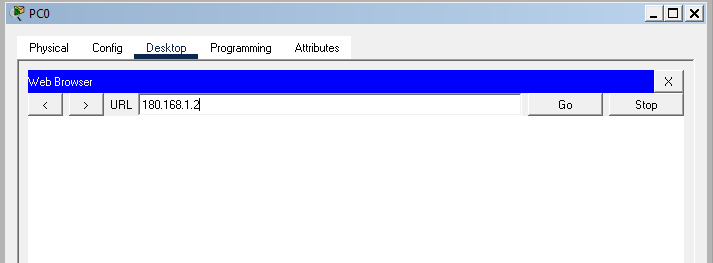 PC0
Physical Config Desktop Programming Attributes
Web Browser X
< > URL 180.168.1.2 Go Stop